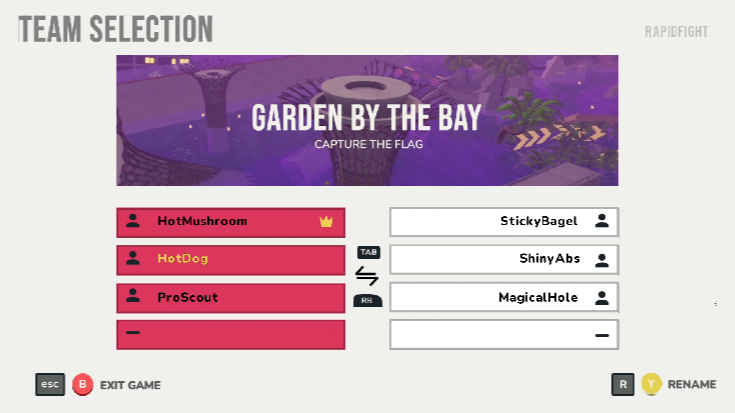 TEAM SELECTION
RAPIDFIGHT
GARDEN BY THE BAY
CAPTURE THE FLAG
HotMushroom
StickyBagel
HotDog
TAB
ShinyAbs
ProScout
RB
MagicalHole
esc B EXIT GAME
R Y RENAME